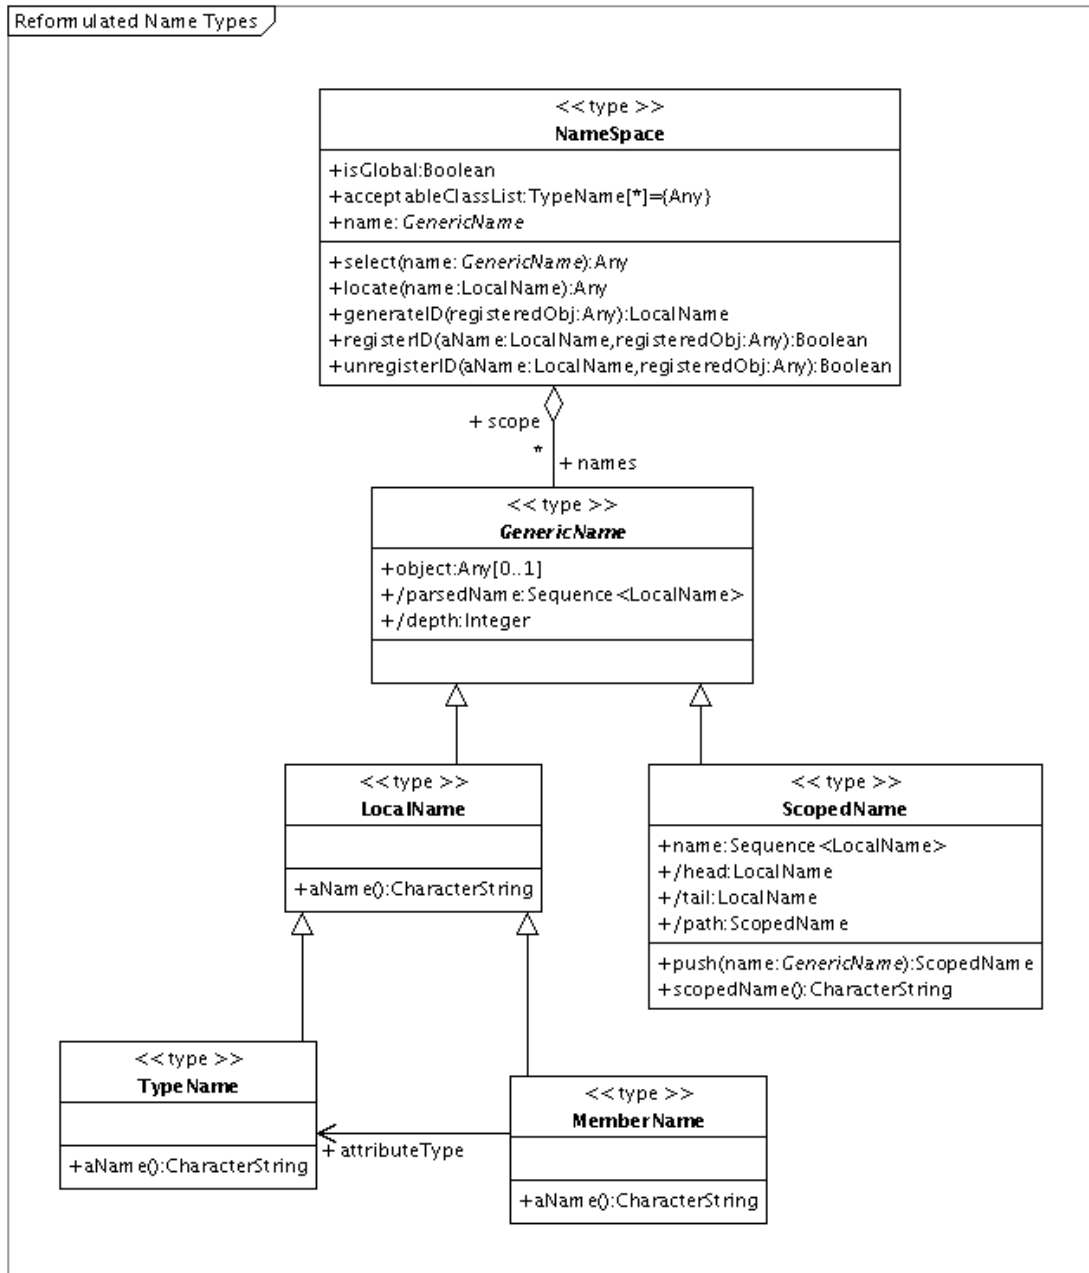 Reformulated Name Types
<<type >>
NameSpace
+isGlobal:Boolean
+acceptableClassList:TypeName[*]={Any}
+name:GenericName
+select(name:GenericName):Any
+locate(name:LocalName):Any
+generateID(registeredObj:Any):LocalName
+registerID(aName:LocalName,registeredObj:Any):Boolean
+unregisterID(aName:LocalName,registeredObj:Any):Boolean
+ scope
*
+ names
<< type >>
GenericName
+object:Any[0..1]
+/parsedName:Sequence<LocalName>
+/depth:Integer
<<type >>
LocalName
+aName():CharacterString
<<type >>
ScopedName
+name:Sequence<LocalName>
+/head:LocalName
+/tail:LocalName
+/path:ScopedName
+push(name:GenericName):ScopedName
+scopedName():CharacterString
<<type >>
TypeName
+aName():CharacterString
+ attributeType
<<type >>
MemberName
+aName():CharacterString